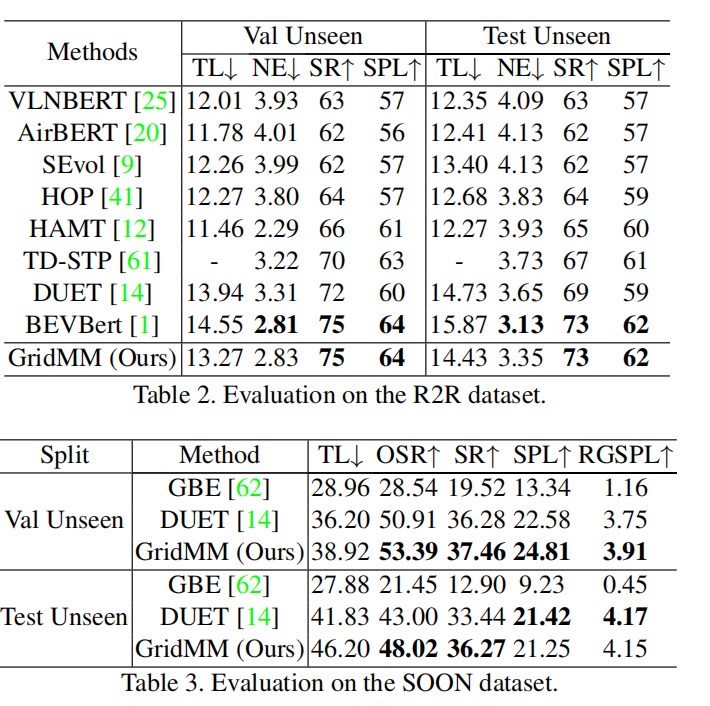 Methods Val Unseen Test Unseen
TL↓ NE↓ SR↑ SPL↑ TL↓ NE↓ SR↑ SPL↑
VLNBERT [25] 12.01 3.93 63 57 12.35 4.09 63 57
AirBERT [20] 11.78 4.01 62 56 12.41 4.13 62 57
SEvol [9] 12.26 3.99 62 57 13.40 4.13 62 57
HOP [41] 12.27 3.80 64 57 12.68 3.83 64 59
HAMT [12] 11.46 2.29 66 61 12.27 3.93 65 60
TD-STP [61] - 3.22 70 63 - 3.73 67 61
DUET [14] 13.94 3.31 72 60 14.73 3.65 69 59
BEVBert [1] 14.55 2.81 75 64 15.87 3.13 73 62
GridMM (Ours) 13.27 2.83 75 64 14.43 3.35 73 62
Table 2. Evaluation on the R2R dataset.
Split Method TL↓ OSR↑ SR↑ SPL↑ RGSPL↑
GBE [62] 28.96 28.54 19.52 13.34 1.16
Val Unseen DUET [14] 36.20 50.91 36.28 22.58 3.75
GridMM (Ours) 38.92 53.39 37.46 24.81 3.91
GBE [62] 27.88 21.45 12.90 9.23 0.45
Test Unseen DUET [14] 41.83 43.00 33.44 21.42 4.17
GridMM (Ours) 46.20 48.02 36.27 21.25 4.15
Table 3. Evaluation on the SOON dataset.